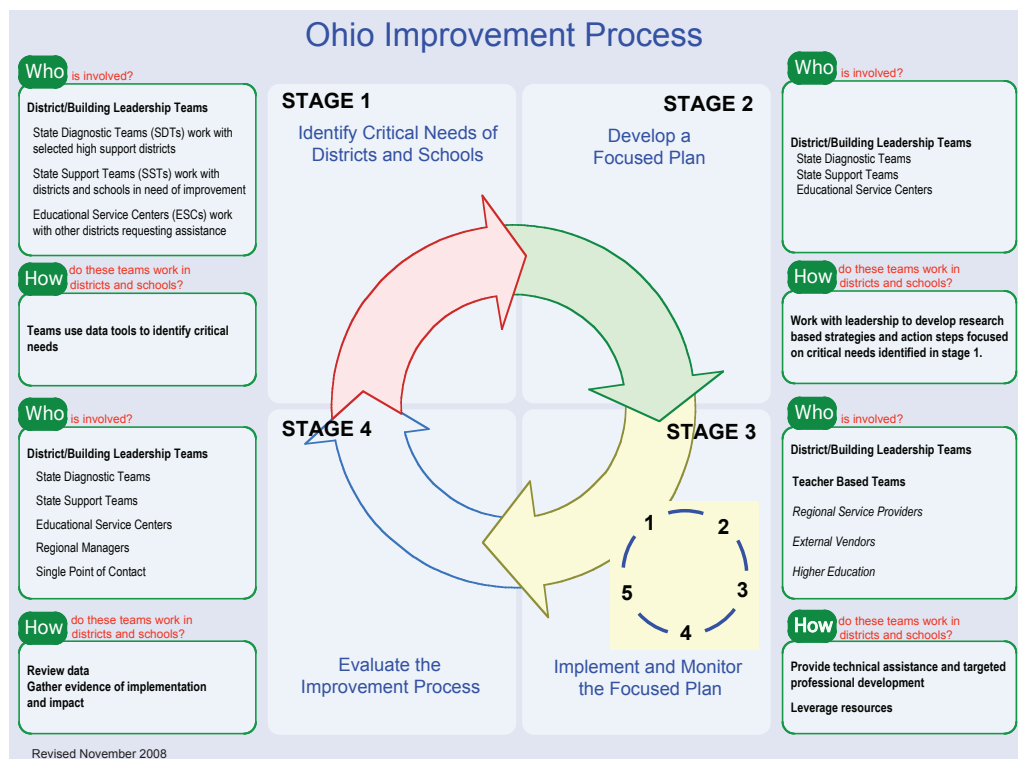 Ohio Improvement Process
Who is involved?
District/Building Leadership Teams
State Diagnostic Teams (SDTs) work with
selected high support districts
State Support Teams (SSTs) work with
districts and schools in need of improvement
Educational Service Centers (ESCs) work
with other districts requesting assistance
How do these teams work in
districts and schools?
Teams use data tools to identify critical
needs
STAGE 1
Identify Critical Needs of
Districts and Schools
STAGE 2
Develop a
Focused Plan
Who is involved?
District/Building Leadership Teams
State Diagnostic Teams
State Support Teams
Educational Service Centers
How do these teams work in
districts and schools?
Work with leadership to develop research
based strategies and action steps focused
on critical needs identified in stage 1.
Who is involved?
District/Building Leadership Teams
State Diagnostic Teams
State Support Teams
Educational Service Centers
Regional Managers
Single Point of Contact
How do these teams work in
districts and schools?
Review data
Gather evidence of implementation
and impact
STAGE 4
Evaluate the
Improvement Process
STAGE 3
1
2
3
4
5
Implement and Monitor
the Focused Plan
Who is involved?
District/Building Leadership Teams
Teacher Based Teams
Regional Service Providers
External Vendors
Higher Education
How do these teams work in
districts and schools?
Provide technical assistance and targeted
professional development
Leverage resources
Revised November 2008